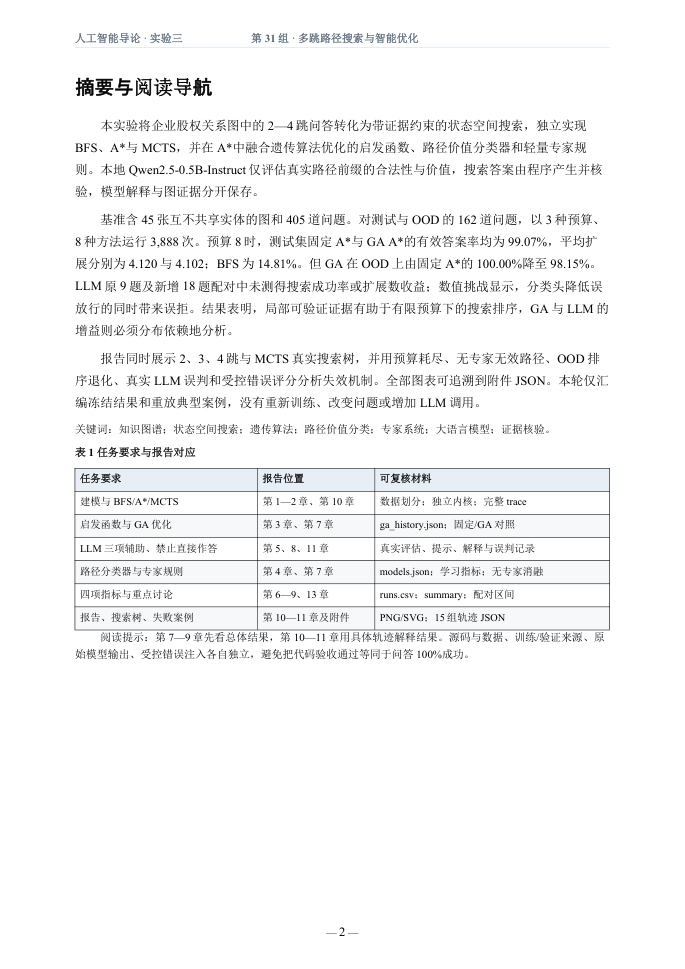 人工智能导论 · 实验三 第 31 组 · 多跳路径搜索与智能优化
摘要与阅读导航
本实验将企业股权关系图中的 2—4 跳问答转化为带证据约束的状态空间搜索，独立实现
BFS、A*与 MCTS，并在 A*中融合遗传算法优化的启发函数、路径价值分类器和轻量专家规
则。本地 Qwen2.5-0.5B-Instruct 仅评估真实路径前缀的合法性与价值，搜索答案由程序产生并核
验，模型解释与图证据分开保存。
基准含 45 张互不共享实体的图和 405 道问题。对测试与 OOD 的 162 道问题，以 3 种预算、
8 种方法运行 3,888 次。预算 8 时，测试集固定 A*与 GA A*的有效答案率均为 99.07%，平均扩
展分别为 4.120 与 4.102；BFS 为 14.81%。但 GA 在 OOD 上由固定 A*的 100.00%降至 98.15%。
LLM 原 9 题及新增 18 题配对中未测得搜索成功率或扩展数收益；数值挑战显示，分类头降低误
放行的同时带来误拒。结果表明，局部可验证证据有助于有限预算下的搜索排序，GA 与 LLM 的
增益则必须分布依赖地分析。
报告同时展示 2、3、4 跳与 MCTS 真实搜索树，并用预算耗尽、无专家无效路径、OOD 排
序退化、真实 LLM 误判和受控错误评分分析失效机制。全部图表可追溯到附件 JSON。本轮仅汇
编冻结结果和重放典型案例，没有重新训练、改变问题或增加 LLM 调用。
关键词：知识图谱；状态空间搜索；遗传算法；路径价值分类；专家系统；大语言模型；证据核验。
表 1 任务要求与报告对应
任务要求 报告位置 可复核材料
建模与 BFS/A*/MCTS 第 1—2 章、第 10 章 数据划分；独立内核；完整 trace
启发函数与 GA 优化 第 3 章、第 7 章 ga_history.json；固定/GA 对照
LLM 三项辅助、禁止直接作答 第 5、8、11 章 真实评估、提示、解释与误判记录
路径分类器与专家规则 第 4 章、第 7 章 models.json；学习指标；无专家消融
四项指标与重点讨论 第 6—9、13 章 runs.csv；summary；配对区间
报告、搜索树、失败案例 第 10—11 章及附件 PNG/SVG；15 组轨迹 JSON
阅读提示：第 7—9 章先看总体结果，第 10—11 章用具体轨迹解释结果。源码与数据、训练/验证来源、原
始模型输出、受控错误注入各自独立，避免把代码验收通过等同于问答 100%成功。
— 2 —